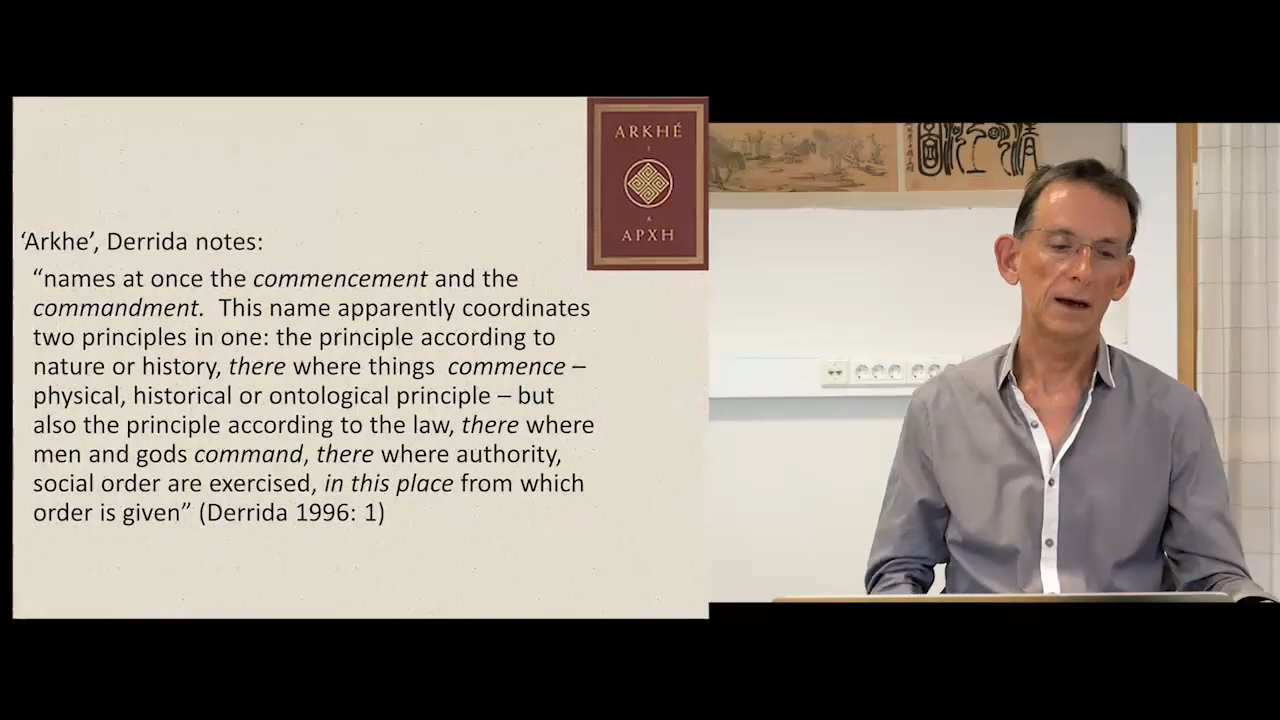 ARKHÉ
APXH
‘Arkhe’, Derrida notes:
“names at once the commencement and the
commandment. This name apparently coordinates
two principles in one: the principle according to
nature or history, there where things commence –
physical, historical or ontological principle – but
also the principle according to the law, there where
men and gods command, there where authority,
social order are exercised, in this place from which
order is given” (Derrida 1996: 1)